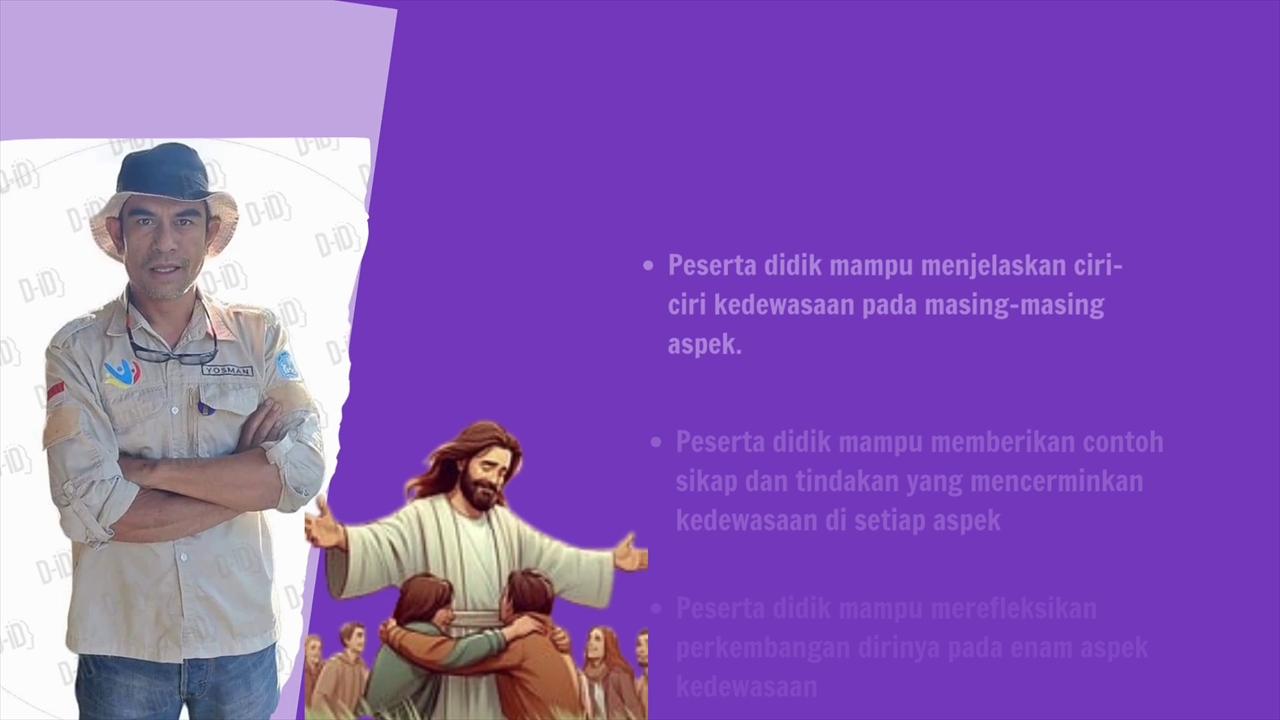 D-iD}
YOSMAN
Peserta didik mampu menjelaskan ciri-
ciri kedewasaan pada masing-masing
aspek.
Peserta didik mampu memberikan contoh
sikap dan tindakan yang mencerminkan
kedewasaan di setiap aspek
Peserta didik mampu merefleksikan
perkembangan dirinya pada enam aspek
kedewasaan